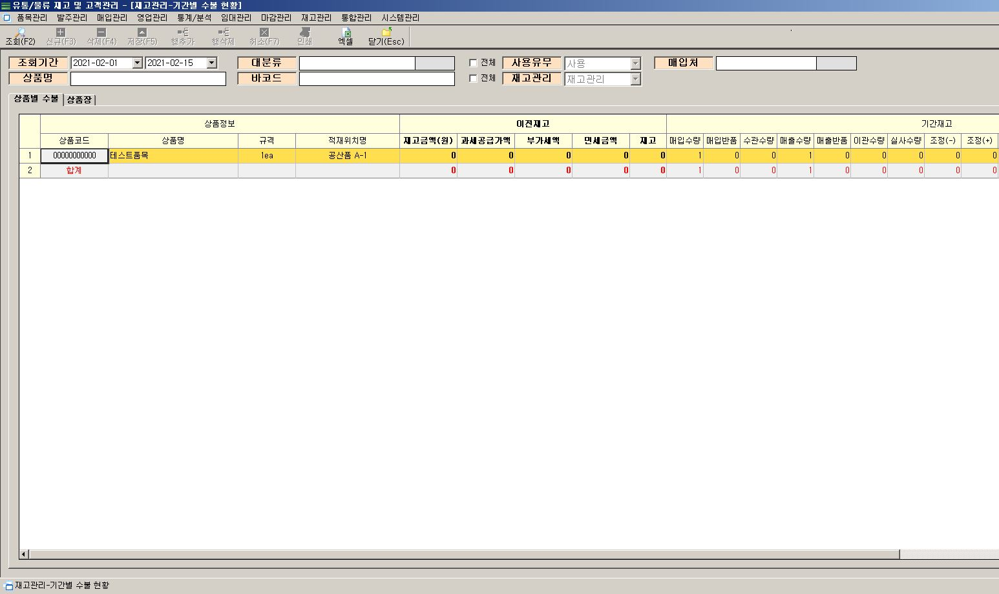 유통/물류 재고 및 고객관리 - [재고관리-기간별 수불 현황]
품목관리 발주관리 매입관리 영업관리 통계/분석 임대관리 마감관리 재고관리 통합관리 시스템관리
조회(F2) 신규(F3) 삭제(F4) 저장(F5) 행추가 행삭제 취소(F7) 인쇄 엑셀 닫기(Esc)
조회기간 2021-02-01 2021-02-15 대분류 전체 사용유무 사용 매입처
상품명 바코드 전체 재고관리 재고관리
상품별 수불 상품장
상품정보 이전재고 기간재고
상품코드 상품명 규격 적재위치명 재고금액(원) 과세공급가액 부가세액 면세금액 재고 매입수량 매입반품 수관수량 매출수량 매출반품 이관수량 실사수량 조정(-) 조정(+)
1 00000000000 테스트품목 1ea 공산품 A-1 0 0 0 0 0 1 0 0 1 0 0 0 0 0
2 합계 0 0 0 0 0 1 0 0 1 0 0 0 0 0
재고관리-기간별 수불 현황